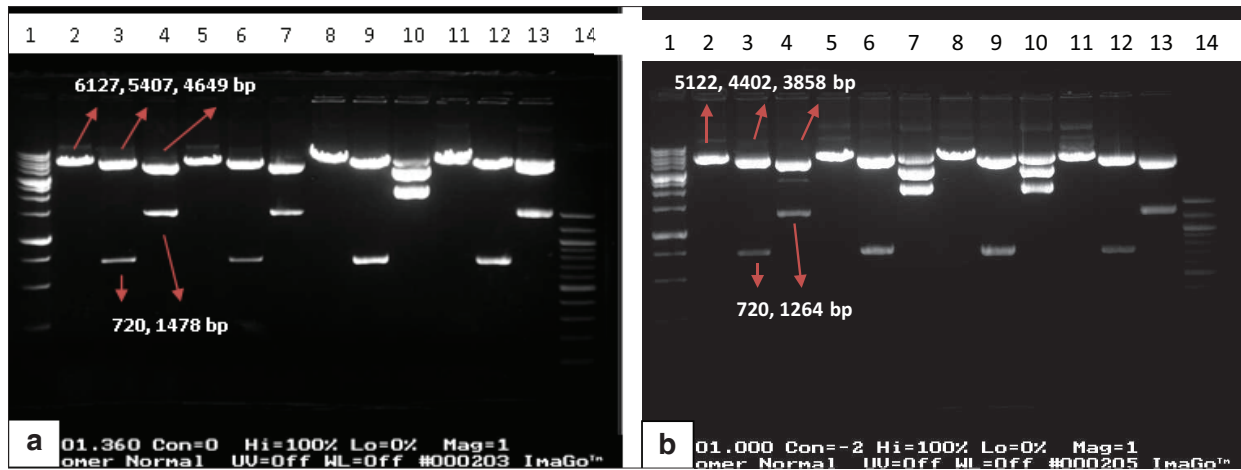 1 2 3 4 5 6 7 8 9 10 11 12 13 14
6127, 5407, 4649 bp
720, 1478 bp
a
01.360 Con=0 Hi=100% Lo=0% Mag=1
omer Normal UV=Off WL=Off #000203 ImaGo™
1 2 3 4 5 6 7 8 9 10 11 12 13 14
5122, 4402, 3858 bp
720, 1264 bp
b
01.000 Con=-2 Hi=100% Lo=0% Mag=1
omer Normal UV=Off WL=Off #000205 ImaGo™